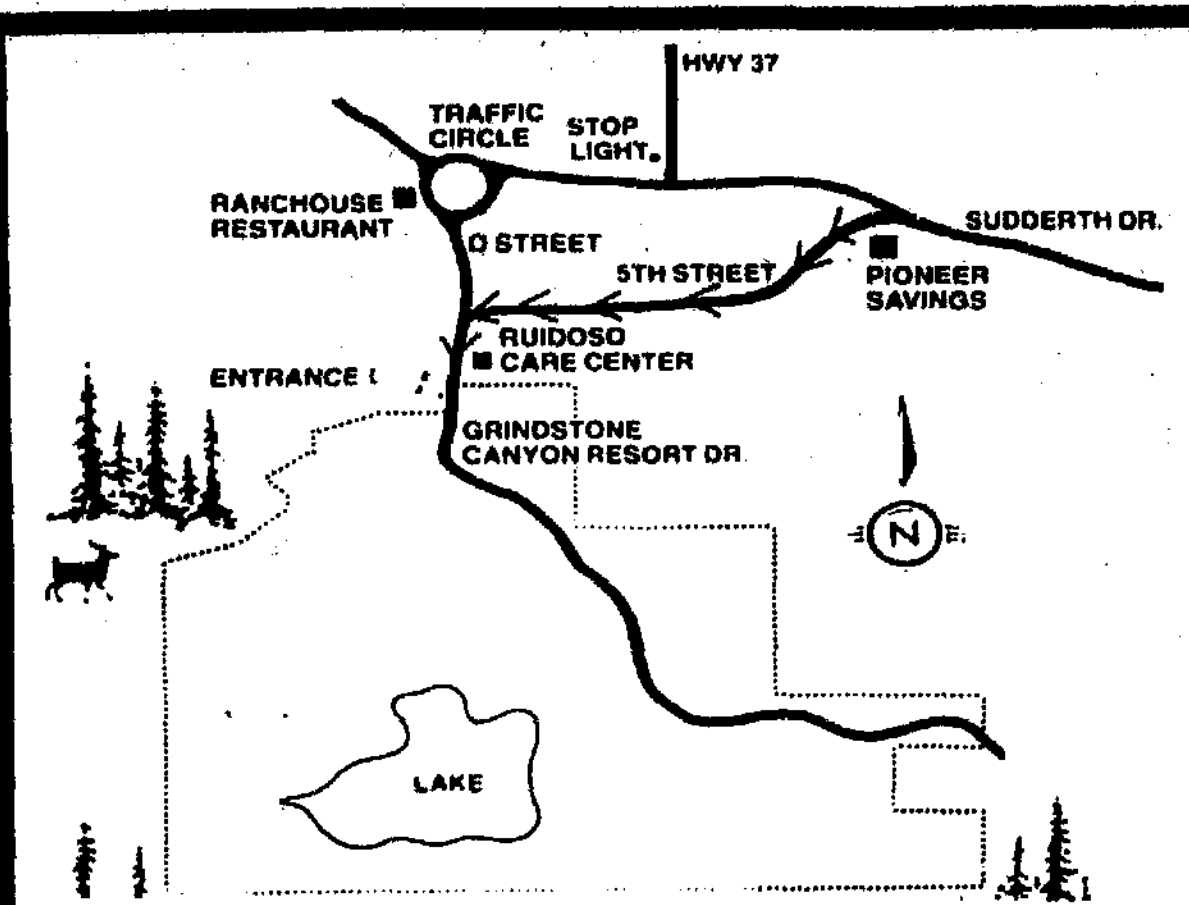 HWY 37
TRAFFIC
CIRCLE
STOP
LIGHT
RANCHOUSE
RESTAURANT
D STREET
SUDDERTH DR.
5TH STREET
PIONEER
SAVINGS
RUIDOSO
CARE CENTER
ENTRANCE
GRINDSTONE
CANYON RESORT DR.
N
LAKE